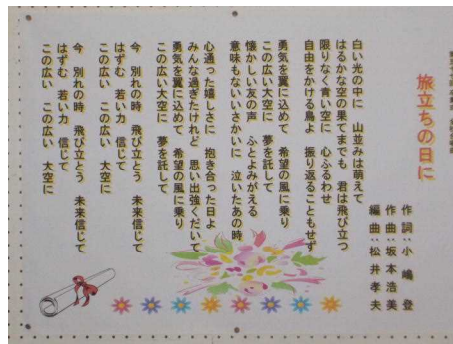 旅立ちの日に
作詞:小嶋登
作曲:坂本浩美
編曲:松井孝夫
白い光の中に 山並みは萌えて
はるかな空の果てまでも 君は飛び立つ
限りなく青い空に 心ふるわせ
自由をかける鳥よ 振り返ることもせず
勇気を翼に込めて 希望の風に乗り
この広い大空に 夢を託して
懐かしい友の声 ふとよみがえる
意味もないいさかいに 泣いたあの時
心通った嬉しさに 抱き合った日よ
みんな過ぎたけれど 思い出強くだいて
勇気を翼に込めて 希望の風に乗り
この広い大空に 夢を託して
今 別れの時 飛び立とう 未来信じて
はずむ 若い力 信じて
この広い この広い 大空に
今 別れの時 飛び立とう 未来信じて
はずむ 若い力 信じて
この広い この広い 大空に